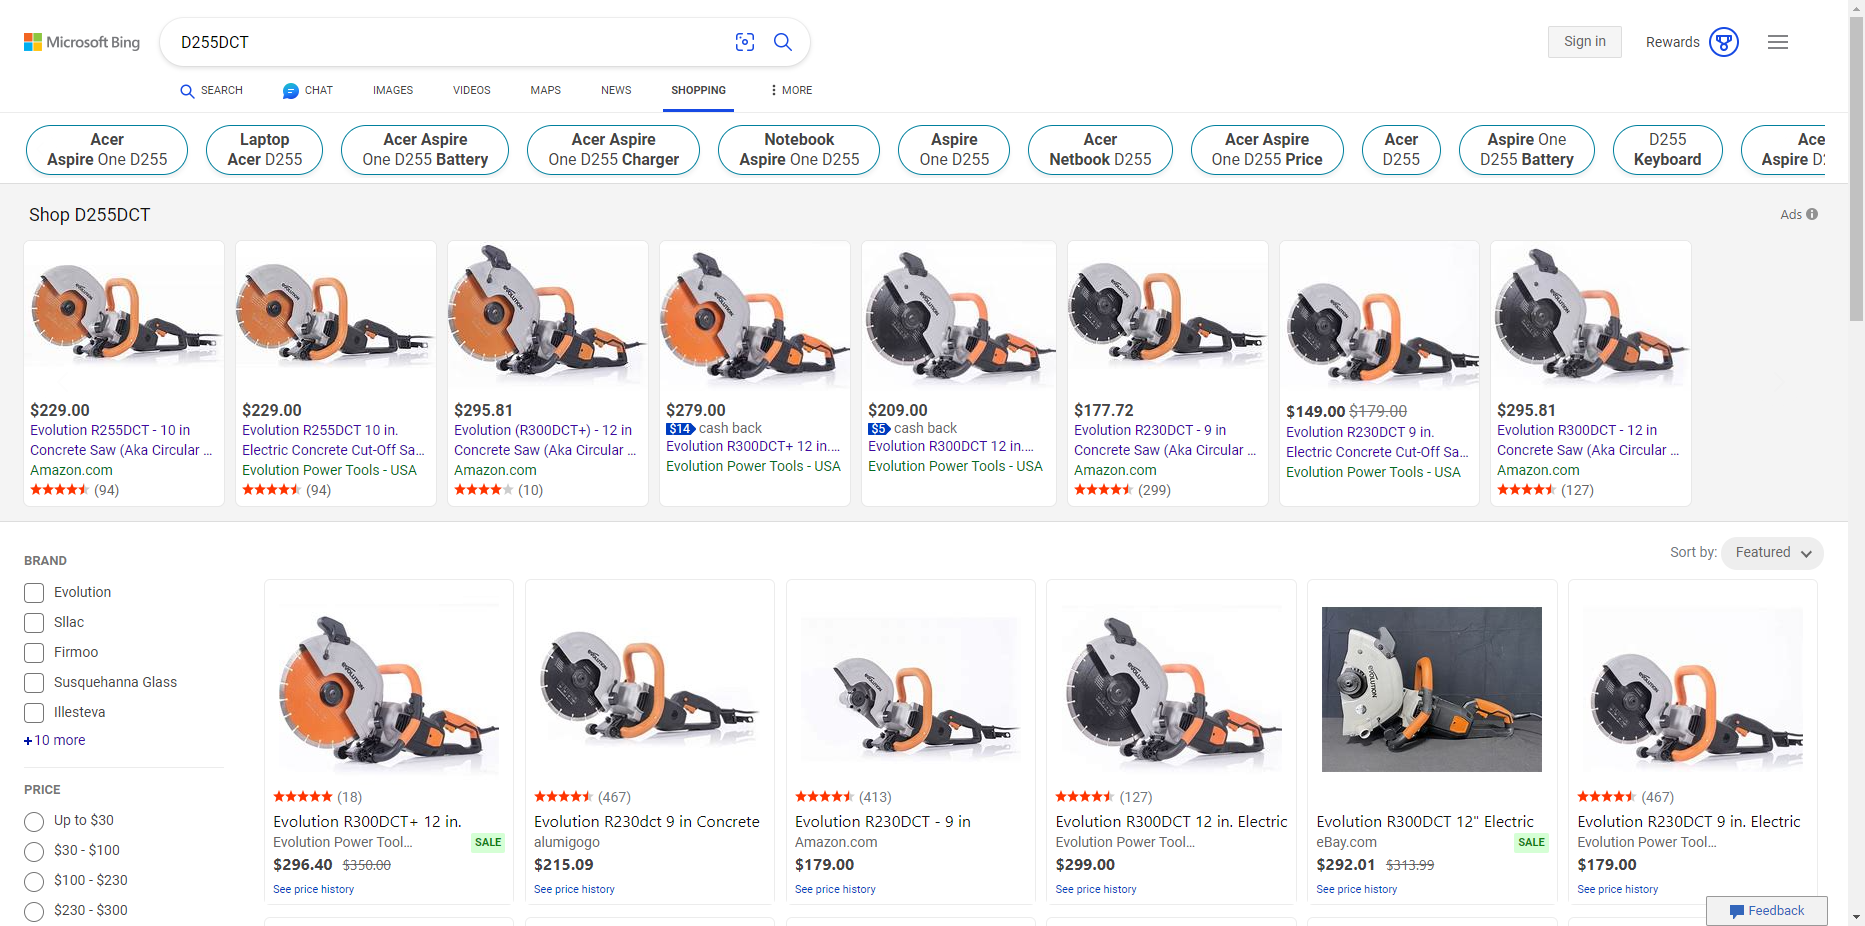 Microsoft Bing
D255DCT
Sign in
Rewards
SEARCH
CHAT
IMAGES
VIDEOS
MAPS
NEWS
SHOPPING
MORE
Acer
Aspire One D255
Laptop
Acer D255
Acer Aspire
One D255 Battery
Acer Aspire
One D255 Charger
Notebook
Aspire One D255
Aspire
One D255
Acer
Netbook D255
Acer Aspire
One D255 Price
Acer
D255
Aspire One
D255 Battery
D255
Keyboard
Ace
Aspire D2
Shop D255DCT
Ads
$229.00
Evolution R255DCT - 10 in
Concrete Saw (Aka Circular ...
Amazon.com
(94)
$229.00
Evolution R255DCT 10 in.
Electric Concrete Cut-Off Sa...
Evolution Power Tools - USA
(94)
$295.81
Evolution (R300DCT+) - 12 in
Concrete Saw (Aka Circular ...
Amazon.com
(10)
$279.00
$14 cash back
Evolution R300DCT+ 12 in....
Evolution Power Tools - USA
$209.00
$5 cash back
Evolution R300DCT 12 in....
Evolution Power Tools - USA
$177.72
Evolution R230DCT - 9 in
Concrete Saw (Aka Circular ...
Amazon.com
(299)
$149.00 $179.00
Evolution R230DCT 9 in.
Electric Concrete Cut-Off Sa...
Evolution Power Tools - USA
$295.81
Evolution R300DCT - 12 in
Concrete Saw (Aka Circular ...
Amazon.com
(127)
BRAND
Evolution
Sllac
Firmoo
Susquehanna Glass
Illesteva
+10 more
PRICE
Up to $30
$30 - $100
$100 - $230
$230 - $300
Sort by: Featured
(18)
Evolution R300DCT+ 12 in.
Evolution Power Tool...
SALE
$296.40 $350.00
See price history
(467)
Evolution R230dct 9 in Concrete
alumigogo
$215.09
See price history
(413)
Evolution R230DCT - 9 in
Amazon.com
$179.00
See price history
(127)
Evolution R300DCT 12 in. Electric
Evolution Power Tool...
$299.00
See price history
EVOLUTION
Evolution R300DCT 12" Electric
eBay.com
SALE
$292.01 $313.99
See price history
(467)
Evolution R230DCT 9 in. Electric
Evolution Power Tool...
$179.00
See price history
Feedback